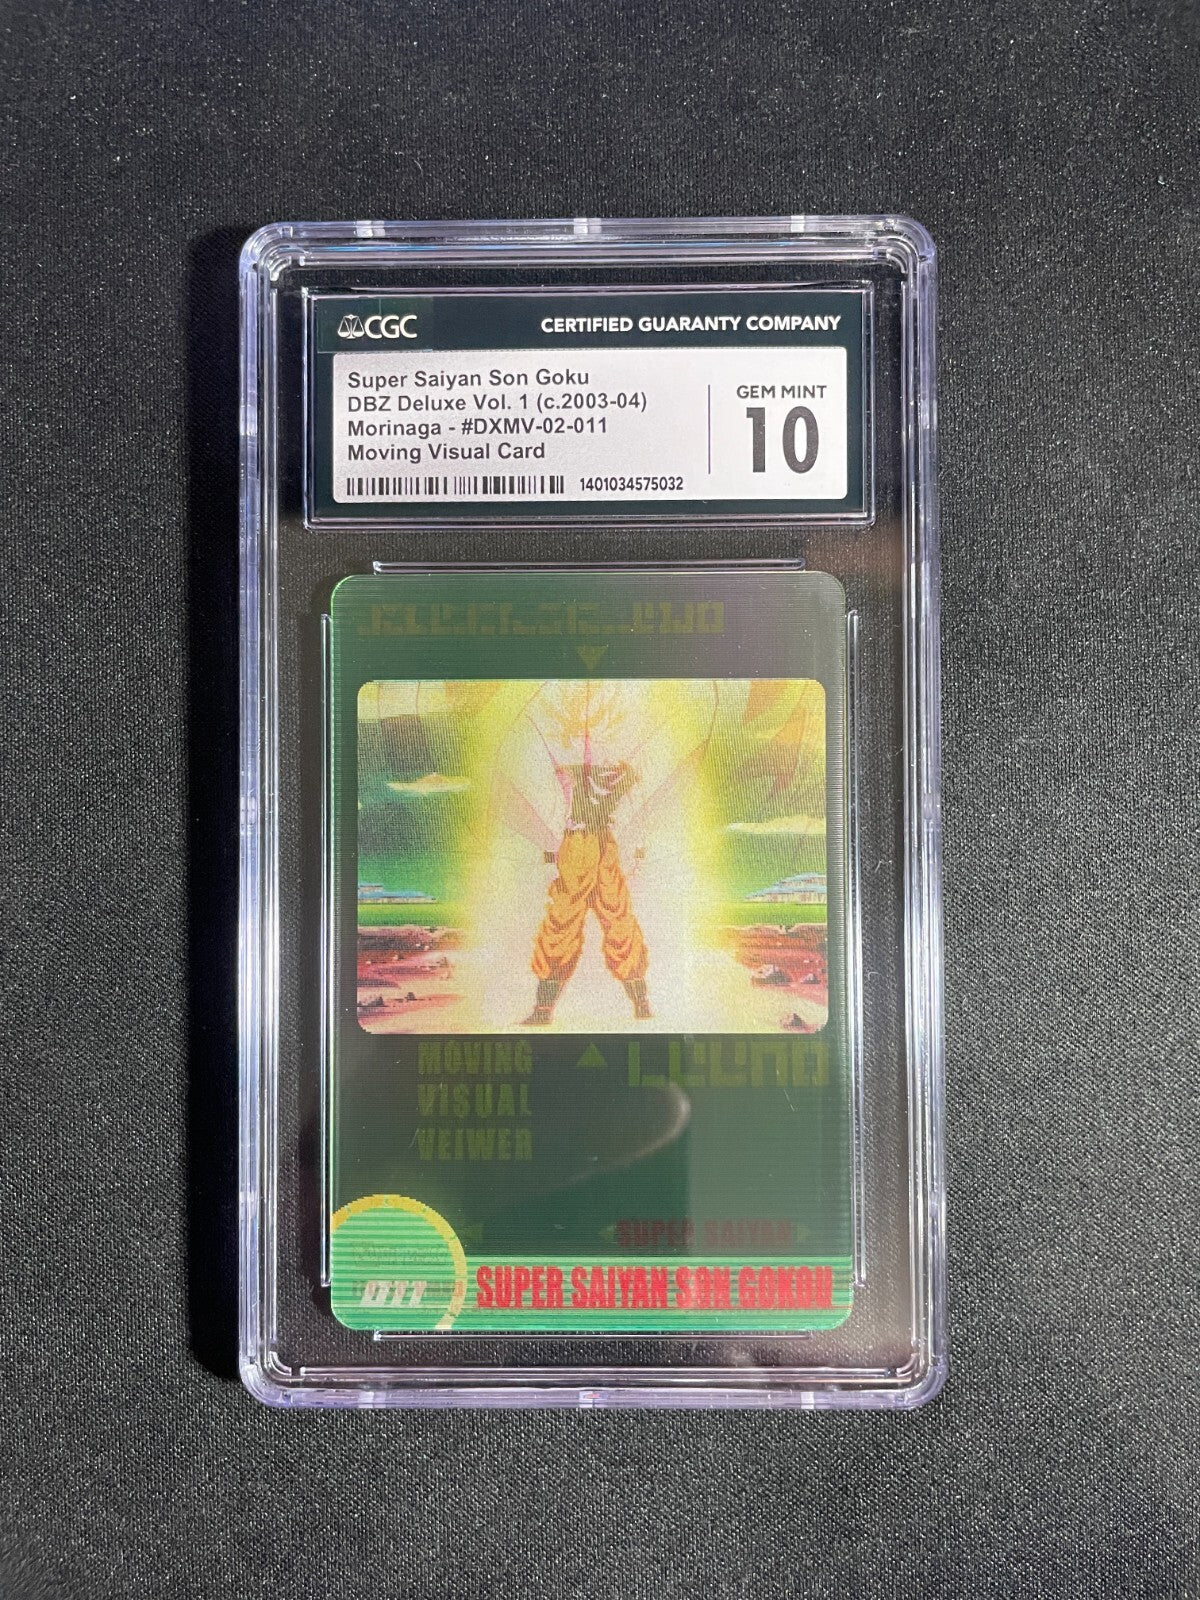 CGC CERTIFIED GUARANTY COMPANY
Super Saiyan Son Goku
DBZ Deluxe Vol. 1 (c.2003-04)
Morinaga - #DXMV-02-011
Moving Visual Card
GEM MINT
10
1401034575032
MOVING
VISUAL
VEIWER
SUPER SAIYAN
011
SUPER SAIYAN SON GOKOU